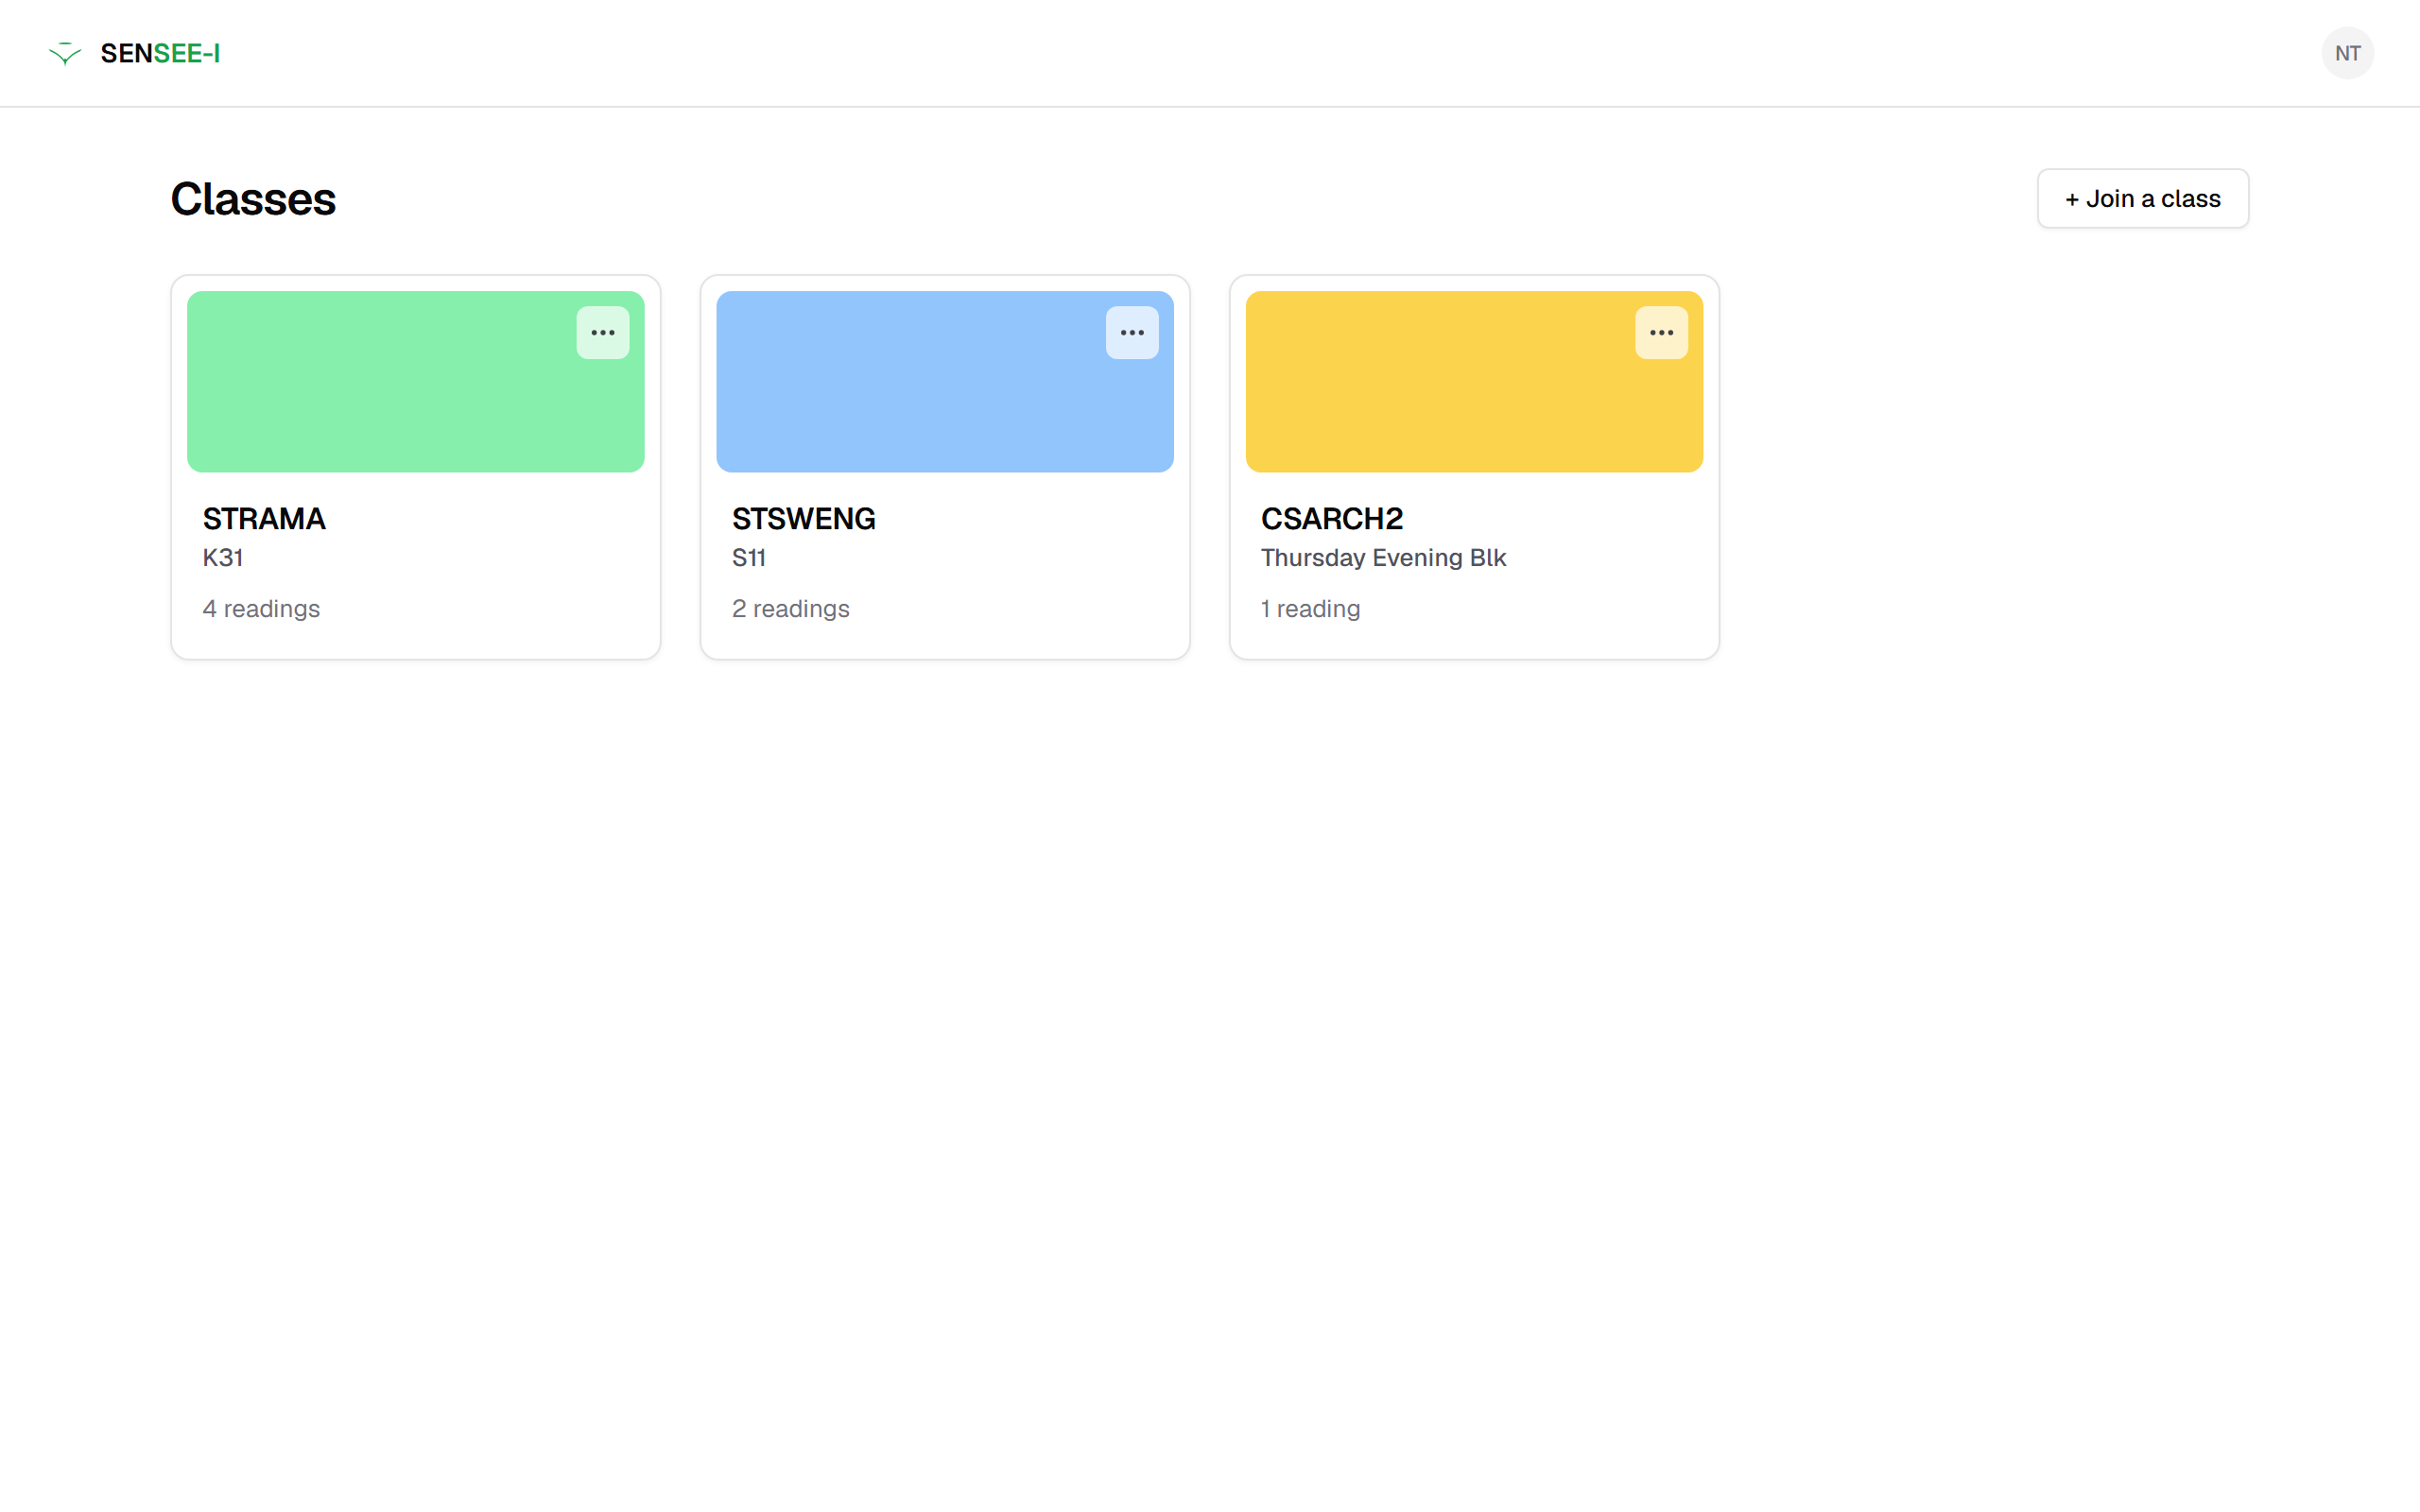 SENSEE-I
NT
Classes
+ Join a class
STRAMA
K31
4 readings
STSWENG
S11
2 readings
CSARCH2
Thursday Evening Blk
1 reading